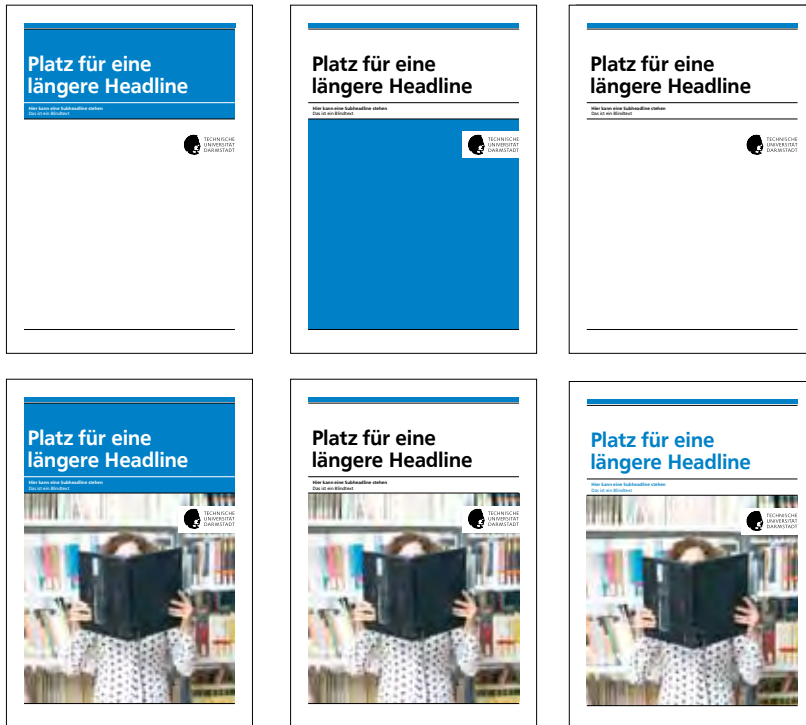 Platz für eine
längere Headline
Hier kann eine Subheadline stehen
Das ist ein Blindtext
TECHNISCHE
UNIVERSITÄT
DARMSTADT
Platz für eine
längere Headline
Hier kann eine Subheadline stehen
Das ist ein Blindtext
TECHNISCHE
UNIVERSITÄT
DARMSTADT
Platz für eine
längere Headline
Hier kann eine Subheadline stehen
Das ist ein Blindtext
TECHNISCHE
UNIVERSITÄT
DARMSTADT
Platz für eine
längere Headline
Hier kann eine Subheadline stehen
Das ist ein Blindtext
TECHNISCHE
UNIVERSITÄT
DARMSTADT
Platz für eine
längere Headline
Hier kann eine Subheadline stehen
Das ist ein Blindtext
TECHNISCHE
UNIVERSITÄT
DARMSTADT
Platz für eine
längere Headline
Hier kann eine Subheadline stehen
Das ist ein Blindtext
TECHNISCHE
UNIVERSITÄT
DARMSTADT